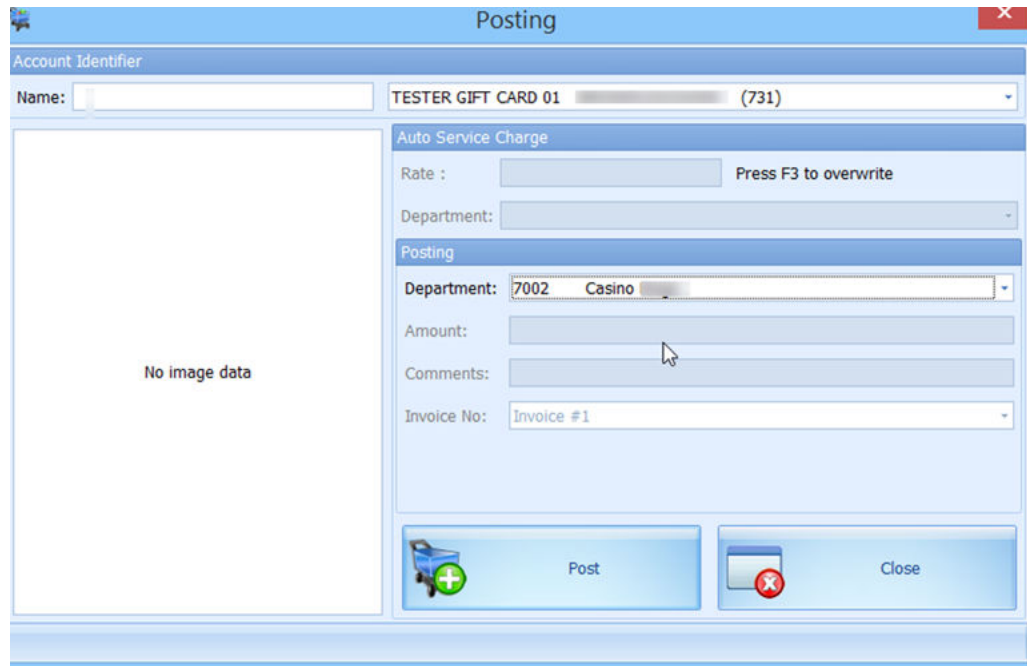 Posting
Account Identifier
Name:
TESTER GIFT CARD 01 (731)
Auto Service Charge
Rate :
Press F3 to overwrite
Department:
Posting
Department: 7002 Casino
Amount:
Comments:
Invoice No: Invoice #1
No image data
Post
Close